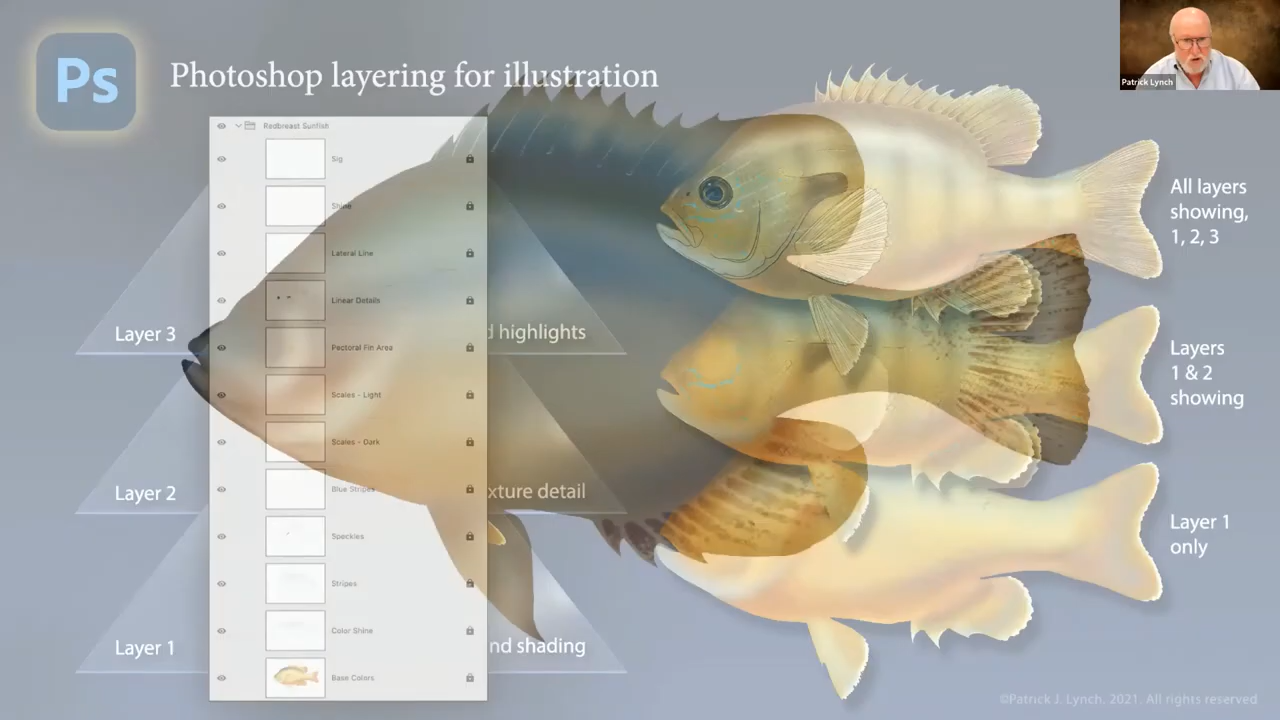 Ps
Photoshop layering for illustration
Patrick Lynch
Redbreast Sunfish
Sig
Shine
Lateral Line
Linear Details
Pectoral Fin Area
Scales - Light
Scales - Dark
Blue Stripes
Speckles
Stripes
Color Shine
Base Colors
Layer 3
highlights
Layer 2
xture detail
Layer 1
nd shading
All layers
showing,
1, 2, 3
Layers
1 & 2
showing
Layer 1
only
©Patrick J. Lynch, 2021. All rights reserved